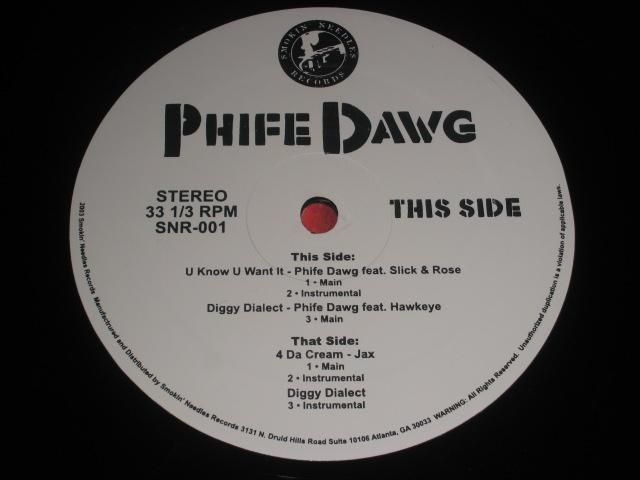 SMOKIN' NEEDLES
RECORDS
PHIFE DAWG
STEREO
33 1/3 RPM
SNR-001
THIS SIDE
This Side:
U Know U Want It - Phife Dawg feat. Slick & Rose
1 • Main
2 • Instrumental
Diggy Dialect - Phife Dawg feat. Hawkeye
3 • Main
That Side:
4 Da Cream - Jax
1 • Main
2 • Instrumental
Diggy Dialect
3 • Instrumental
2003 Smokin' Needles Records Manufactrured and Distributed by Smokin' Needles Records 3131 N. Druid Hills Road Suite 10106 Atlanta, GA 30033 WARNING: All Rights Reserved. Unauthorized duplication is a violation of applicable laws.